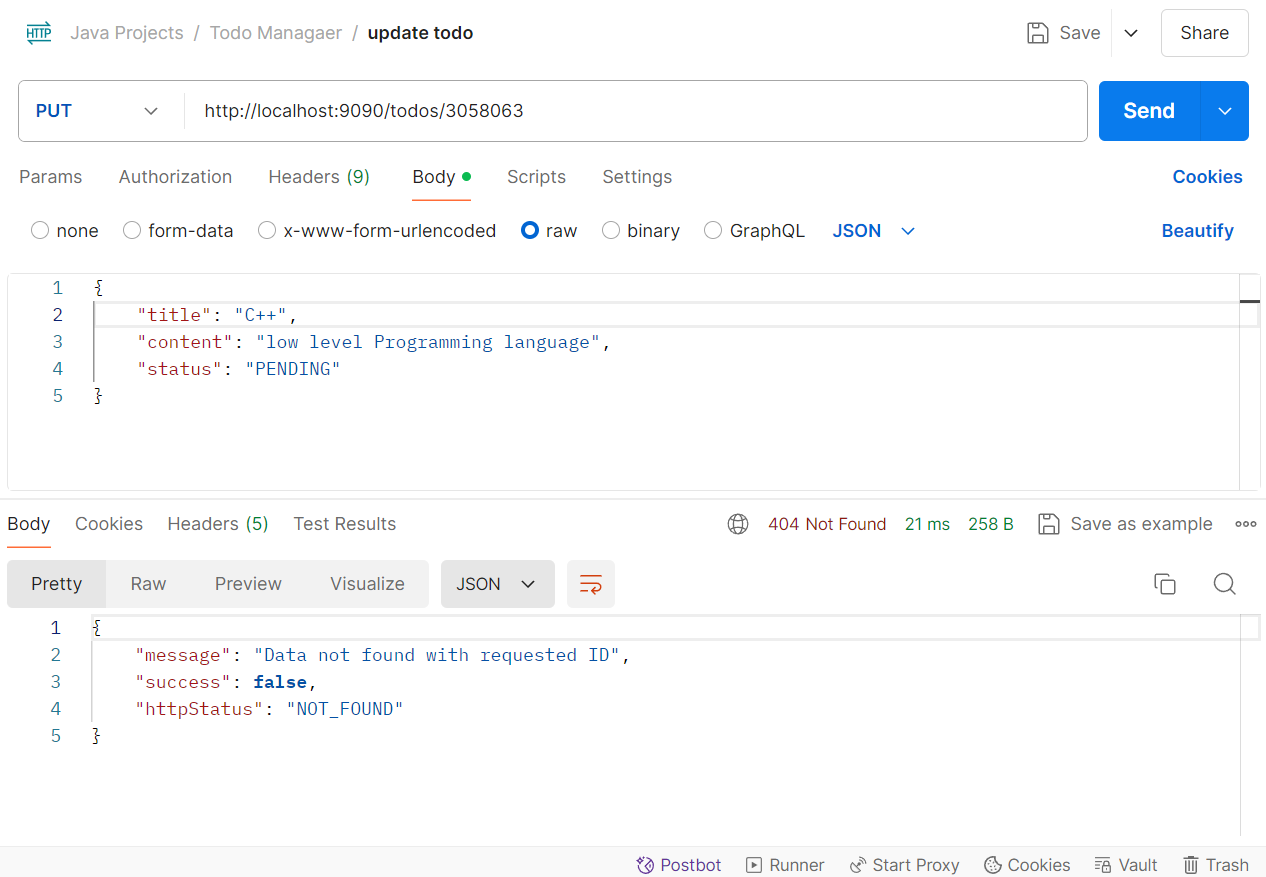 HTTP Java Projects / Todo Managaer / update todo Save Share
PUT http://localhost:9090/todos/3058063 Send
Params Authorization Headers (9) Body Scripts Settings Cookies
none form-data x-www-form-urlencoded raw binary GraphQL JSON Beautify
1 {
2 "title": "C++",
3 "content": "low level Programming language",
4 "status": "PENDING"
5 }
Body Cookies Headers (5) Test Results 404 Not Found 21 ms 258 B Save as example
Pretty Raw Preview Visualize JSON
1 {
2 "message": "Data not found with requested ID",
3 "success": false,
4 "httpStatus": "NOT_FOUND"
5 }
Postbot Runner Start Proxy Cookies Vault Trash